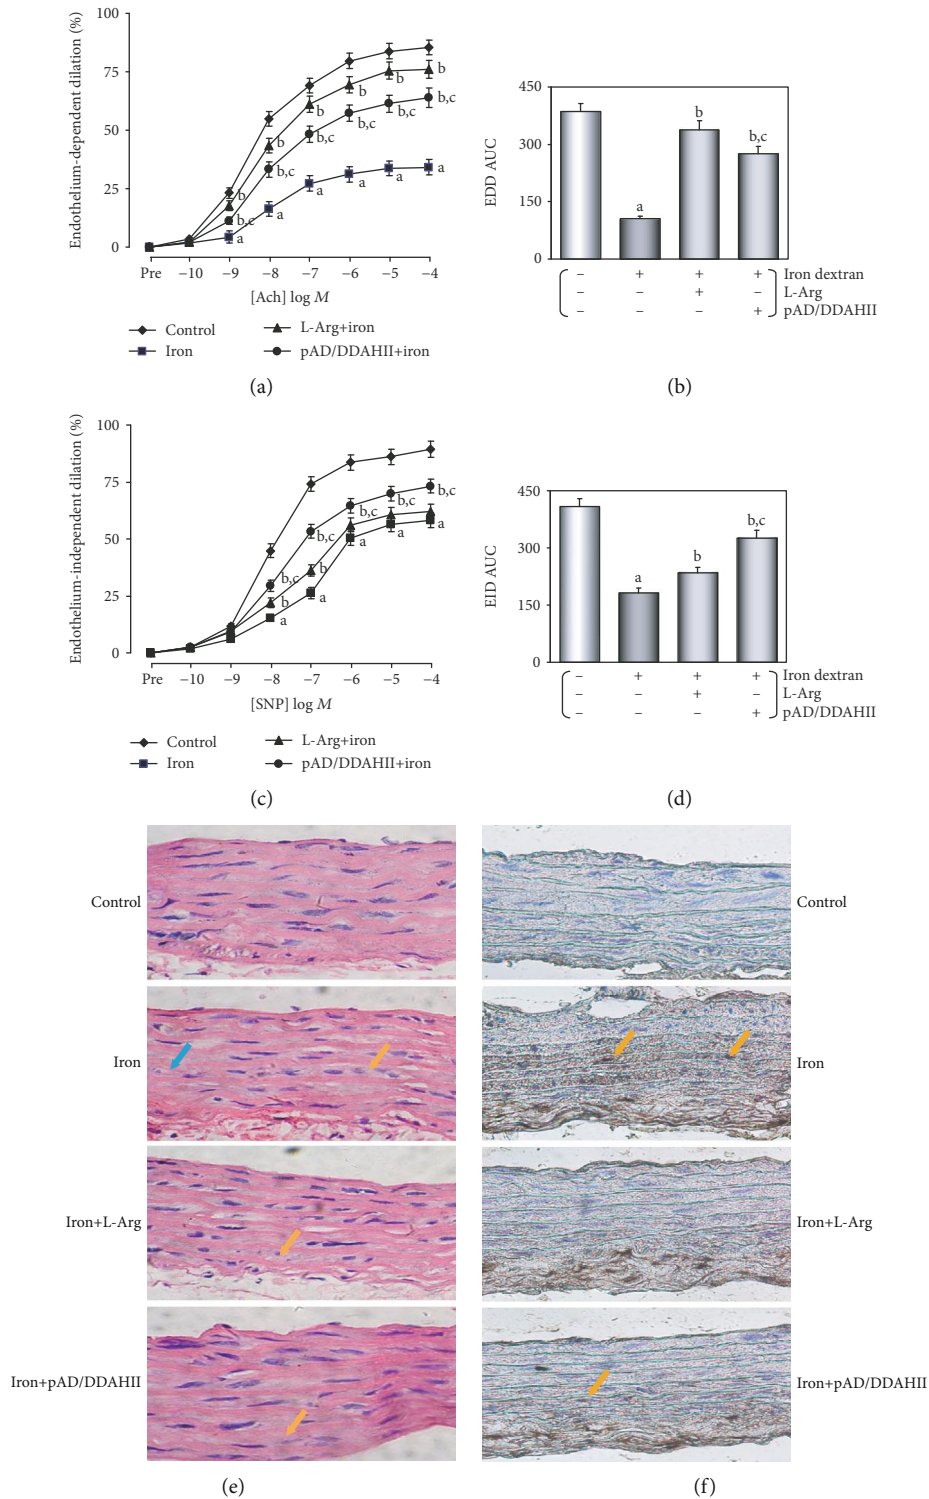 Endothelium-dependent dilation (%)
100
75
50
25
0
b
b
b
b
b
b
b,c
b,c
b,c
b,c
b,c
b,c
a
a
a
a
a
a
Pre −10 −9 −8 −7 −6 −5 −4
[Ach] log M
Control
Iron
L-Arg+iron
pAD/DDAHII+iron
(a)
EDD AUC
450
300
150
0
a
b
b,c
− + + + Iron dextran
− − + − L-Arg
− − − + pAD/DDAHII
(b)
Endothelium-independent dilation (%)
100
75
50
25
0
b,c
b,c
b,c
b,c
b,c
b
b
a
a
a
a
a
Pre −10 −9 −8 −7 −6 −5 −4
[SNP] log M
Control
Iron
L-Arg+iron
pAD/DDAHII+iron
(c)
EID AUC
450
300
150
0
a
b
b,c
− + + + Iron dextran
− − + − L-Arg
− − − + pAD/DDAHII
(d)
Control
Iron
Iron+L-Arg
Iron+pAD/DDAHII
(e)
Control
Iron
Iron+L-Arg
Iron+pAD/DDAHII
(f)